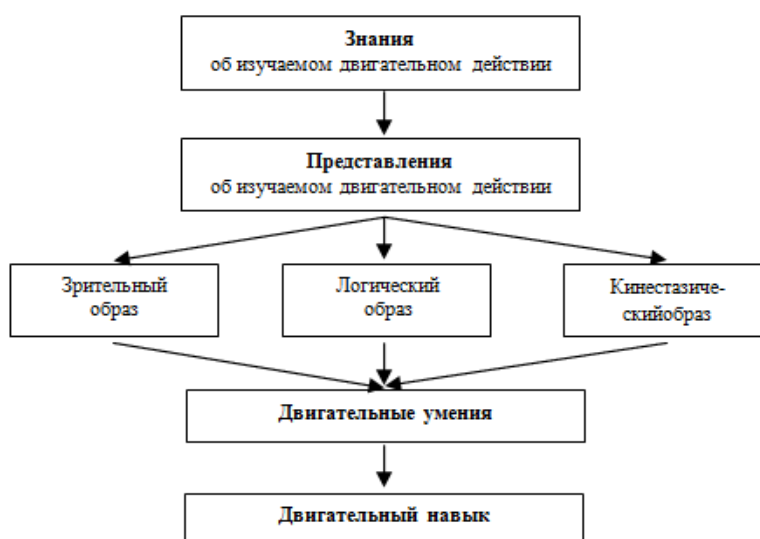 Знания
об изучаемом двигательном действии
Представления
об изучаемом двигательном действии
Зрительный
образ
Логический
образ
Кинестазиче-
скийобраз
Двигательные умения
Двигательный навык